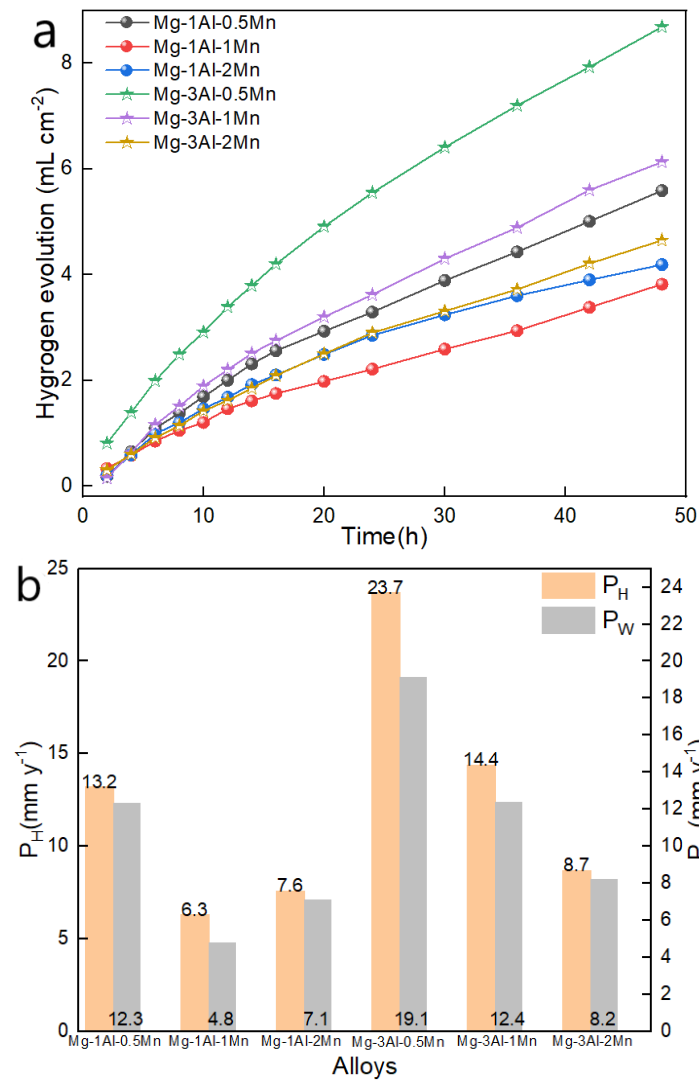 a
Mg-1Al-0.5Mn
Mg-1Al-1Mn
Mg-1Al-2Mn
Mg-3Al-0.5Mn
Mg-3Al-1Mn
Mg-3Al-2Mn
Hygrogen evolution (mL cm⁻²)
8
6
4
2
0
0 10 20 30 40 50
Time(h)
b
P_H
P_W
25
20
15
10
5
0
P_H(mm y⁻¹)
13.2
6.3
7.6
23.7
14.4
8.7
12.3
4.8
7.1
19.1
12.4
8.2
24
22
20
18
16
14
12
10
8
6
4
2
0
P (mm y⁻¹)
Mg-1Al-0.5Mn Mg-1Al-1Mn Mg-1Al-2Mn Mg-3Al-0.5Mn Mg-3Al-1Mn Mg-3Al-2Mn
Alloys